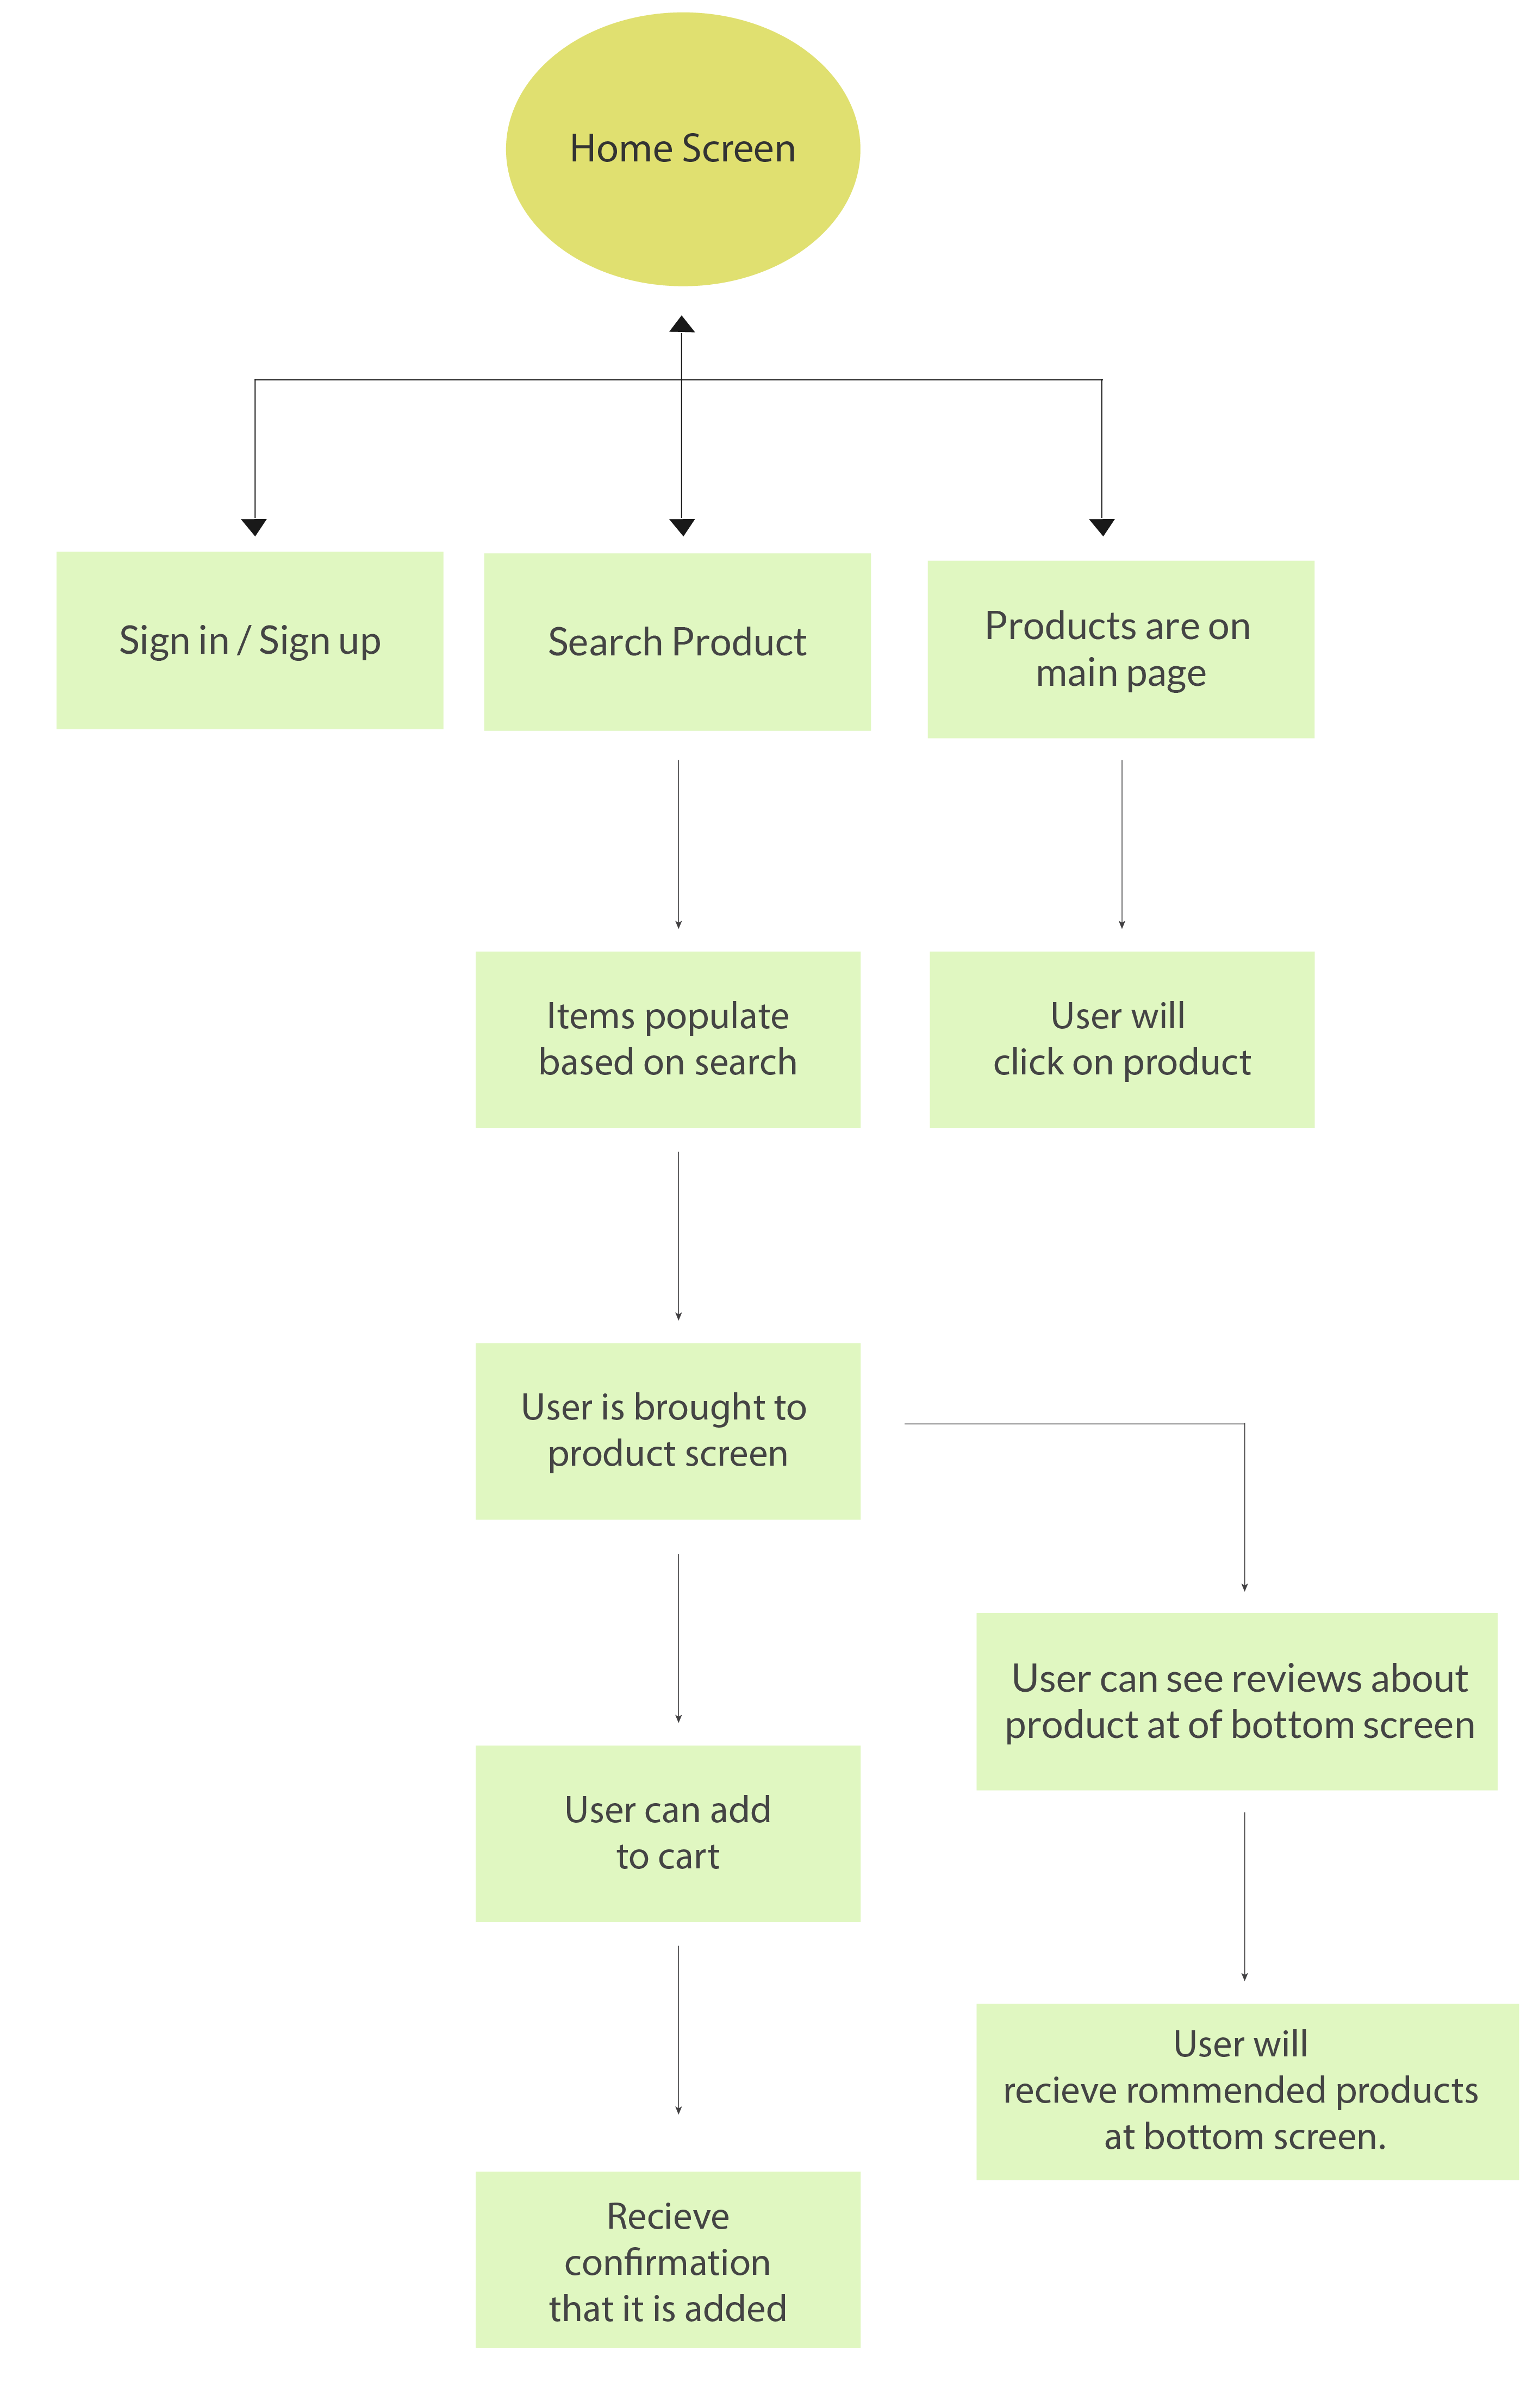 Home Screen
Sign in / Sign up
Search Product
Products are on
main page
Items populate
based on search
User will
click on product
User is brought to
product screen
User can see reviews about
product at of bottom screen
User can add
to cart
User will
recieve rommended products
at bottom screen.
Recieve
confirmation
that it is added